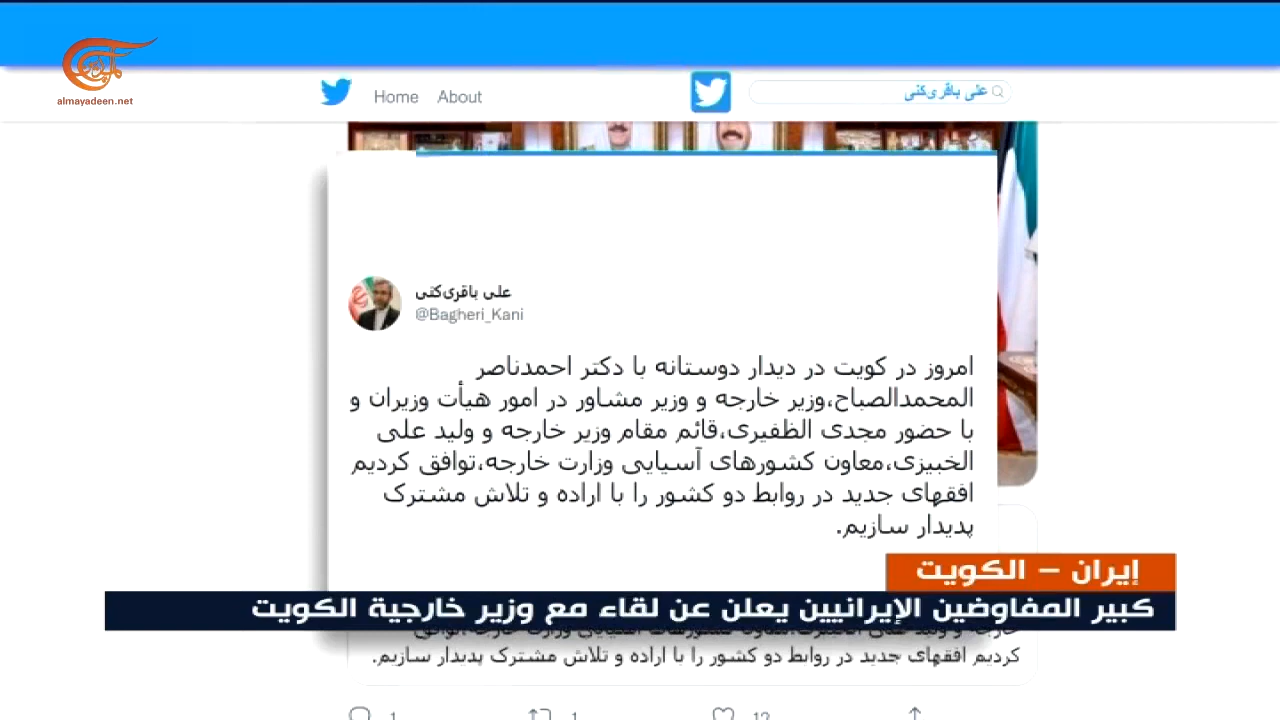 almayadeen.net
Home About
علی باقری‌کنی
علی باقری‌کنی
@Bagheri_Kani
امروز در کویت در دیدار دوستانه با دکتر احمدناصر
المحمدالصباح،وزیر خارجه و وزیر مشاور در امور هیأت وزیران و
با حضور مجدی الظفیری،قائم مقام وزیر خارجه و ولید علی
الخبیزی،معاون کشورهای آسیایی وزارت خارجه،توافق کردیم
افقهای جدید در روابط دو کشور را با اراده و تلاش مشترک
پدیدار سازیم.
إيران – الكويت
كبير المفاوضين الإيرانيين يعلن عن لقاء مع وزير خارجية الكويت
کردیم افقهای جدید در روابط دو کشور را با اراده و تلاش مشترک پدیدار سازیم.
1 1 12